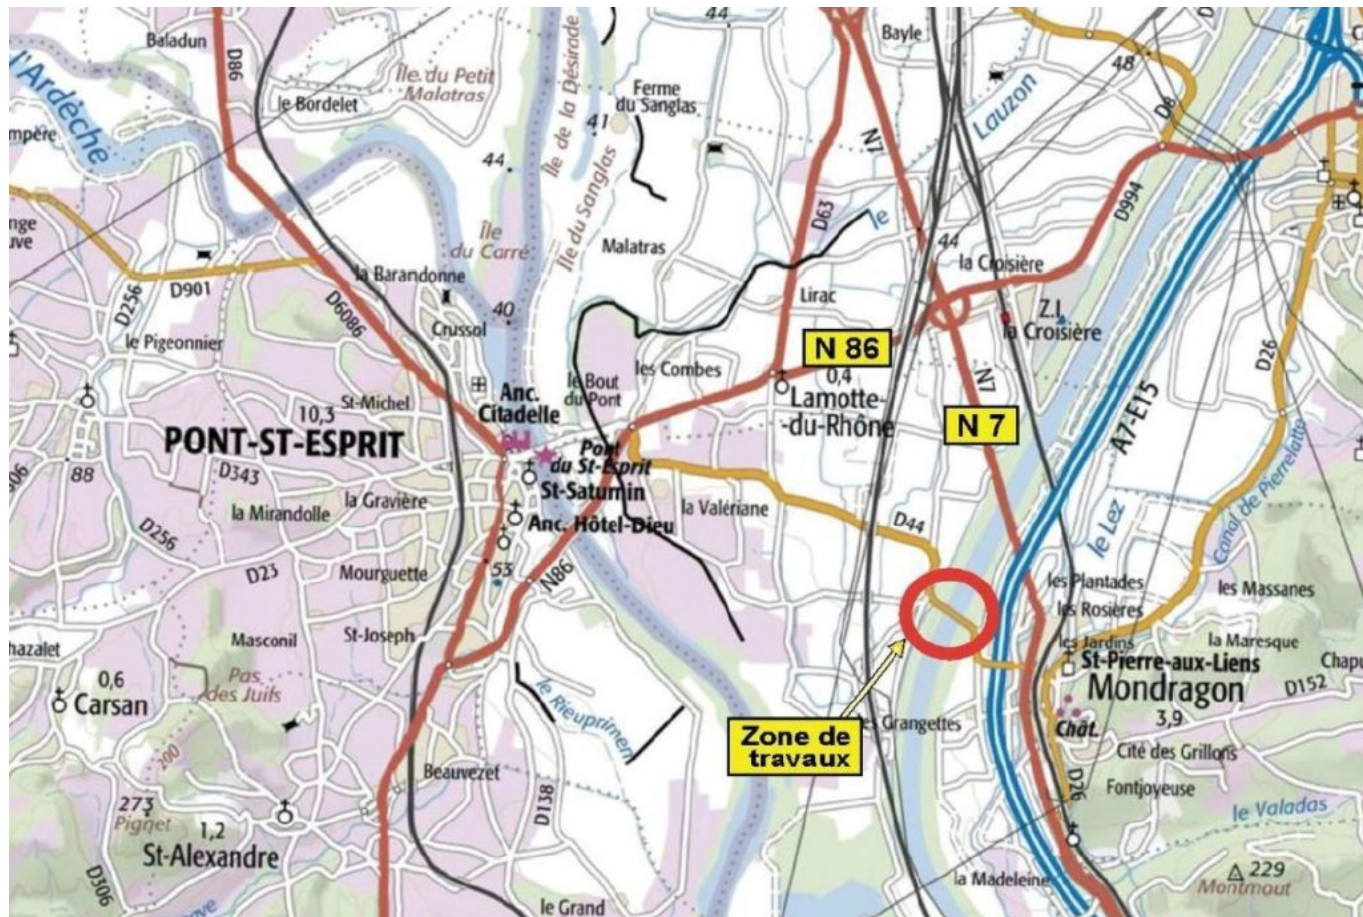 Baladun
D86
l'Ardèche
le Bordelet
Île du Petit
Malatras
Île de la Désirade
44
Ferme
du Sanglas
41
Bayle
Lauzon
48
D8
44
Île
du Carré
Île du Sanglas
Malatras
D63
N7
le
D994
44
la Croisière
la Barandonne
D901
D256
D6086
40
Crussol
le Pigeonnier
Lirac
Z.I.
la Croisière
N 86
0,4
les Combes
le Bout
du Pont
Lamotte-
-du-Rhône
N7
D26
A7-E15
N 7
Anc.
Citadelle
St-Michel
10,3
PONT-ST-ESPRIT
Pont
du St-Esprit
St-Saturnin
Anc. Hôtel-Dieu
88
D343
la Gravière
la Mirandolle
la Valériane
D44
le Lez
Canal de Pierrelatte
D256
D23
Mourguette
53
N86
les Plantades
les Massanes
les Rosières
Masconil
St-Joseph
les Jardins
la Maresque
St-Pierre-aux-Liens
Mondragon
3,9
D152
Pas
des Juifs
0,6
Carsan
le Rieuprimen
Zone de
travaux
Chât.
Cité des Grillons
Fontjoyeuse
D26
200
Beauvezet
D138
le Valadas
273
Pignet
1,2
St-Alexandre
D306
229
Montmout
la Madeleine
le Grand